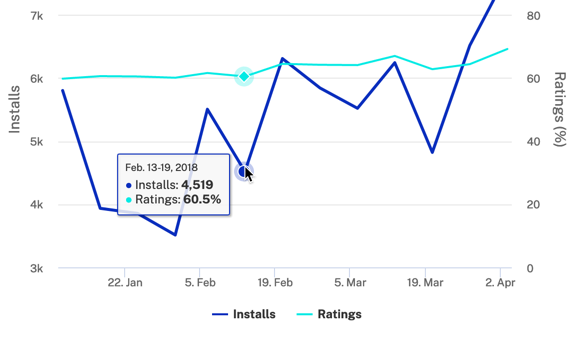 7k
80
6k
60
5k
40
4k
20
3k
0
Installs
Ratings (%)
Feb. 13-19, 2018
Installs: 4,519
Ratings: 60.5%
22. Jan
5. Feb
19. Feb
5. Mar
19. Mar
2. Apr
Installs
Ratings